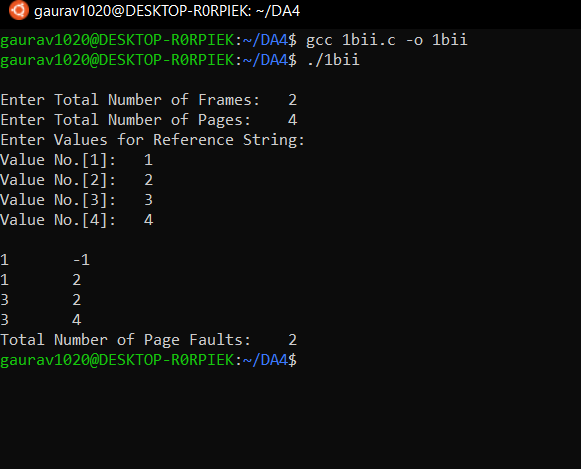 gaurav1020@DESKTOP-R0RPIEK: ~/DA4
gaurav1020@DESKTOP-R0RPIEK:~/DA4$ gcc 1bii.c -o 1bii
gaurav1020@DESKTOP-R0RPIEK:~/DA4$ ./1bii
Enter Total Number of Frames:   2
Enter Total Number of Pages:    4
Enter Values for Reference String:
Value No.[1]:   1
Value No.[2]:   2
Value No.[3]:   3
Value No.[4]:   4
1       -1
1       2
3       2
3       4
Total Number of Page Faults:    2
gaurav1020@DESKTOP-R0RPIEK:~/DA4$